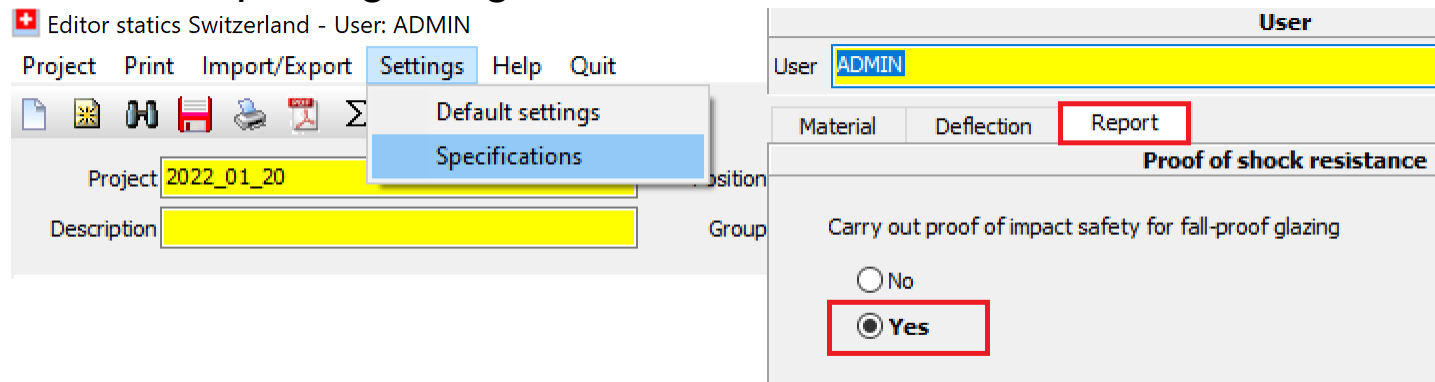 Editor statics Switzerland - User: ADMIN
Project Print Import/Export Settings Help Quit
Default settings
Specifications
Project 2022_01_20
Position
Description
Group
User
User ADMIN
Material Deflection Report
Proof of shock resistance
Carry out proof of impact safety for fall-proof glazing
No
Yes